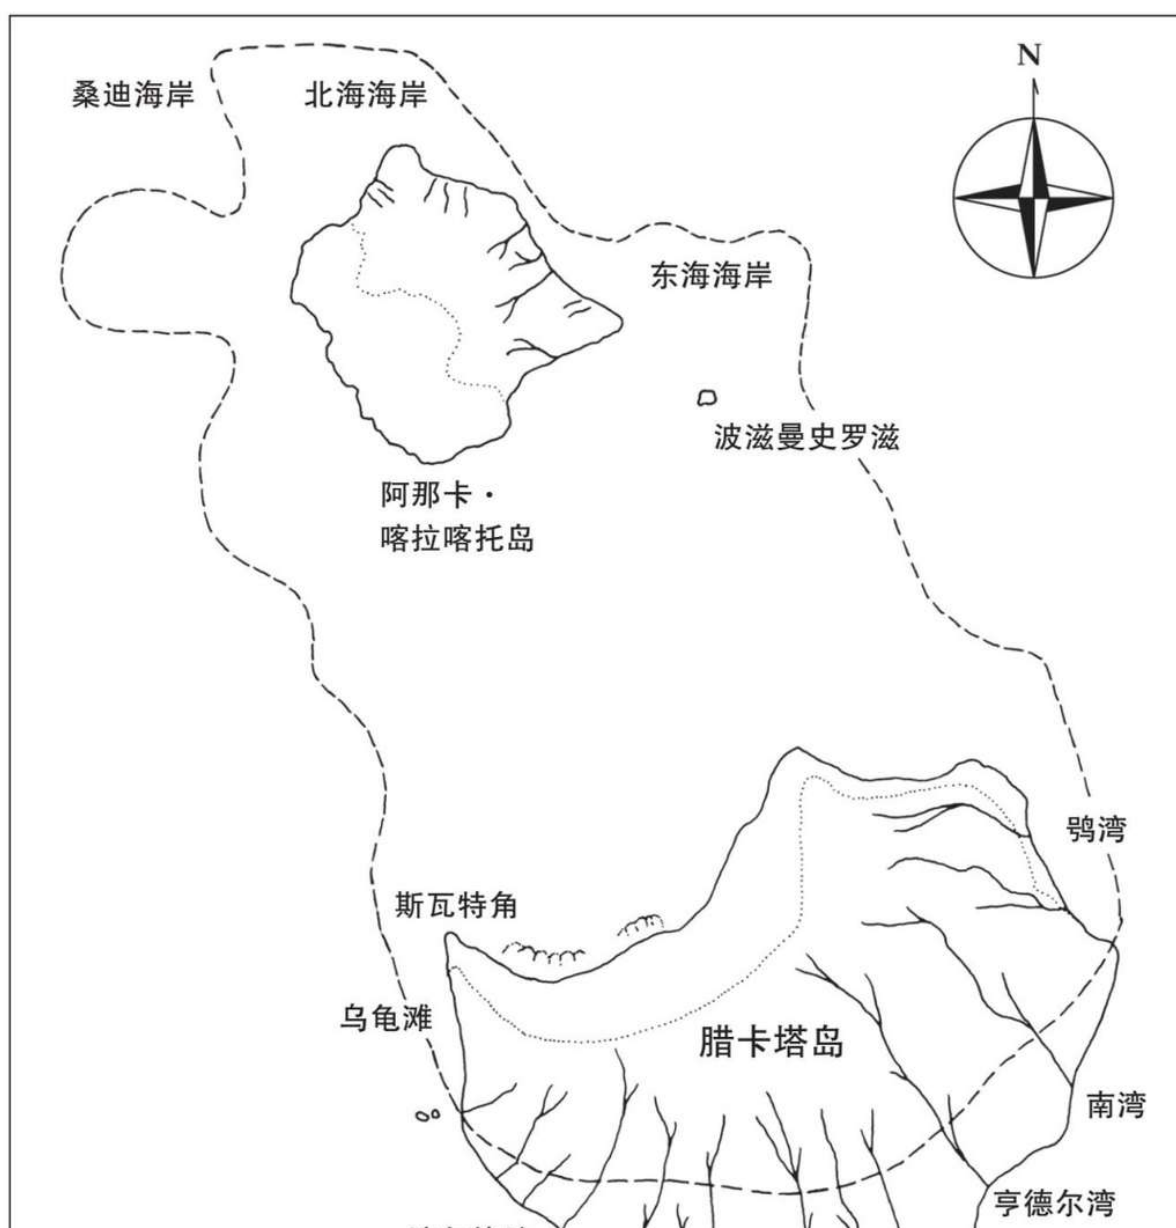 N
桑迪海岸
北海海岸
东海海岸
波滋曼史罗滋
阿那卡·
喀拉喀托岛
鸮湾
斯瓦特角
乌龟滩
腊卡塔岛
南湾
亨德尔湾